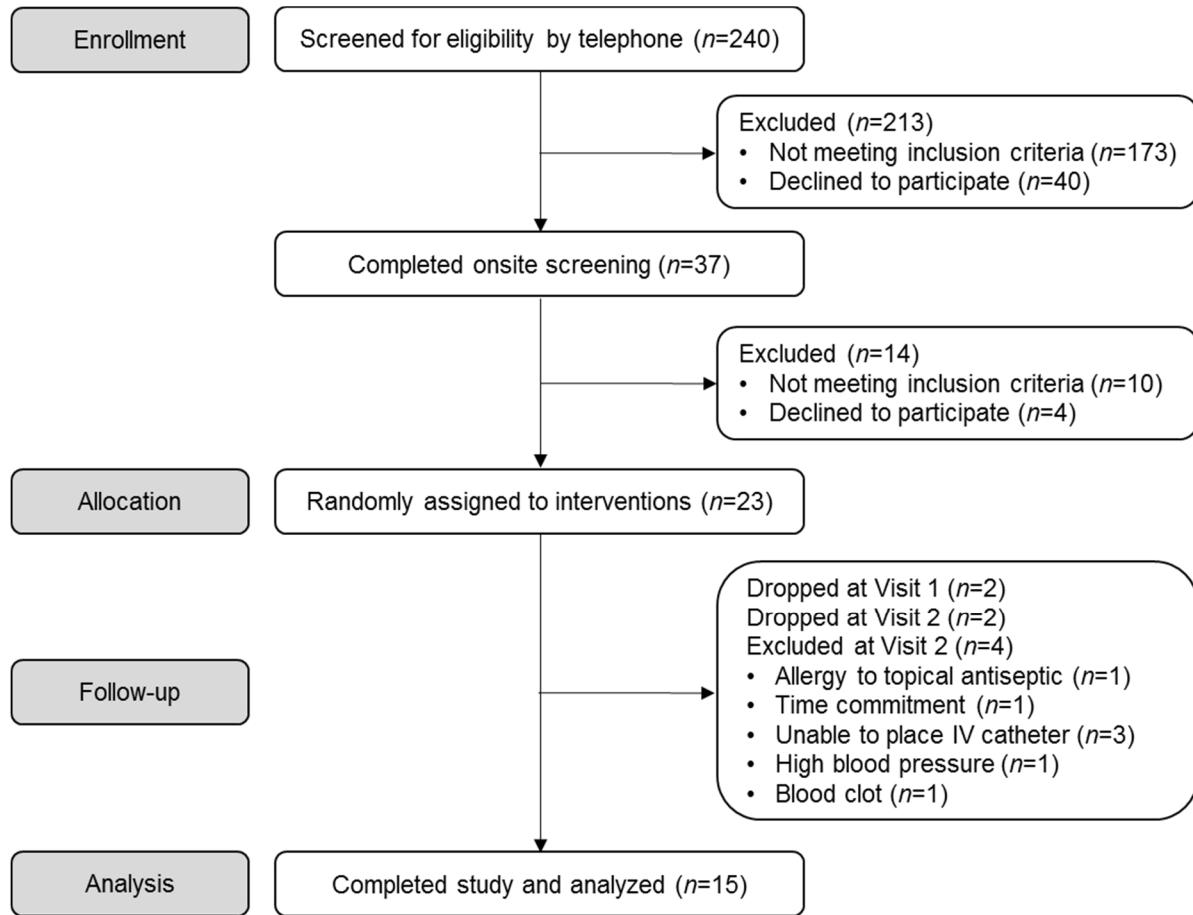 Enrollment
Screened for eligibility by telephone (n=240)
Excluded (n=213)
• Not meeting inclusion criteria (n=173)
• Declined to participate (n=40)
Completed onsite screening (n=37)
Excluded (n=14)
• Not meeting inclusion criteria (n=10)
• Declined to participate (n=4)
Allocation
Randomly assigned to interventions (n=23)
Dropped at Visit 1 (n=2)
Dropped at Visit 2 (n=2)
Excluded at Visit 2 (n=4)
• Allergy to topical antiseptic (n=1)
• Time commitment (n=1)
• Unable to place IV catheter (n=3)
• High blood pressure (n=1)
• Blood clot (n=1)
Follow-up
Analysis
Completed study and analyzed (n=15)